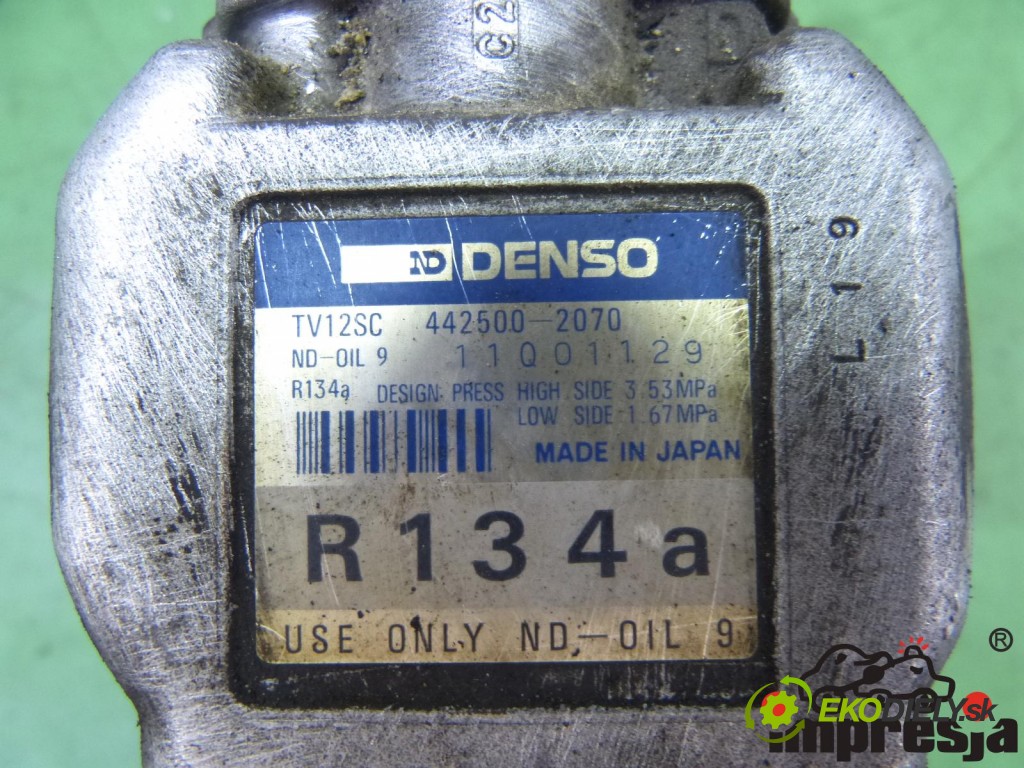 C2
L19
ND DENSO
TV12SC 442500-2070
ND-OIL 9 11Q01129
R134a DESIGN PRESS HIGH SIDE 3.53MPa
LOW SIDE 1.67MPa
MADE IN JAPAN
R134a
USE ONLY ND-OIL 9
®
EKODIELY.sk
impresja